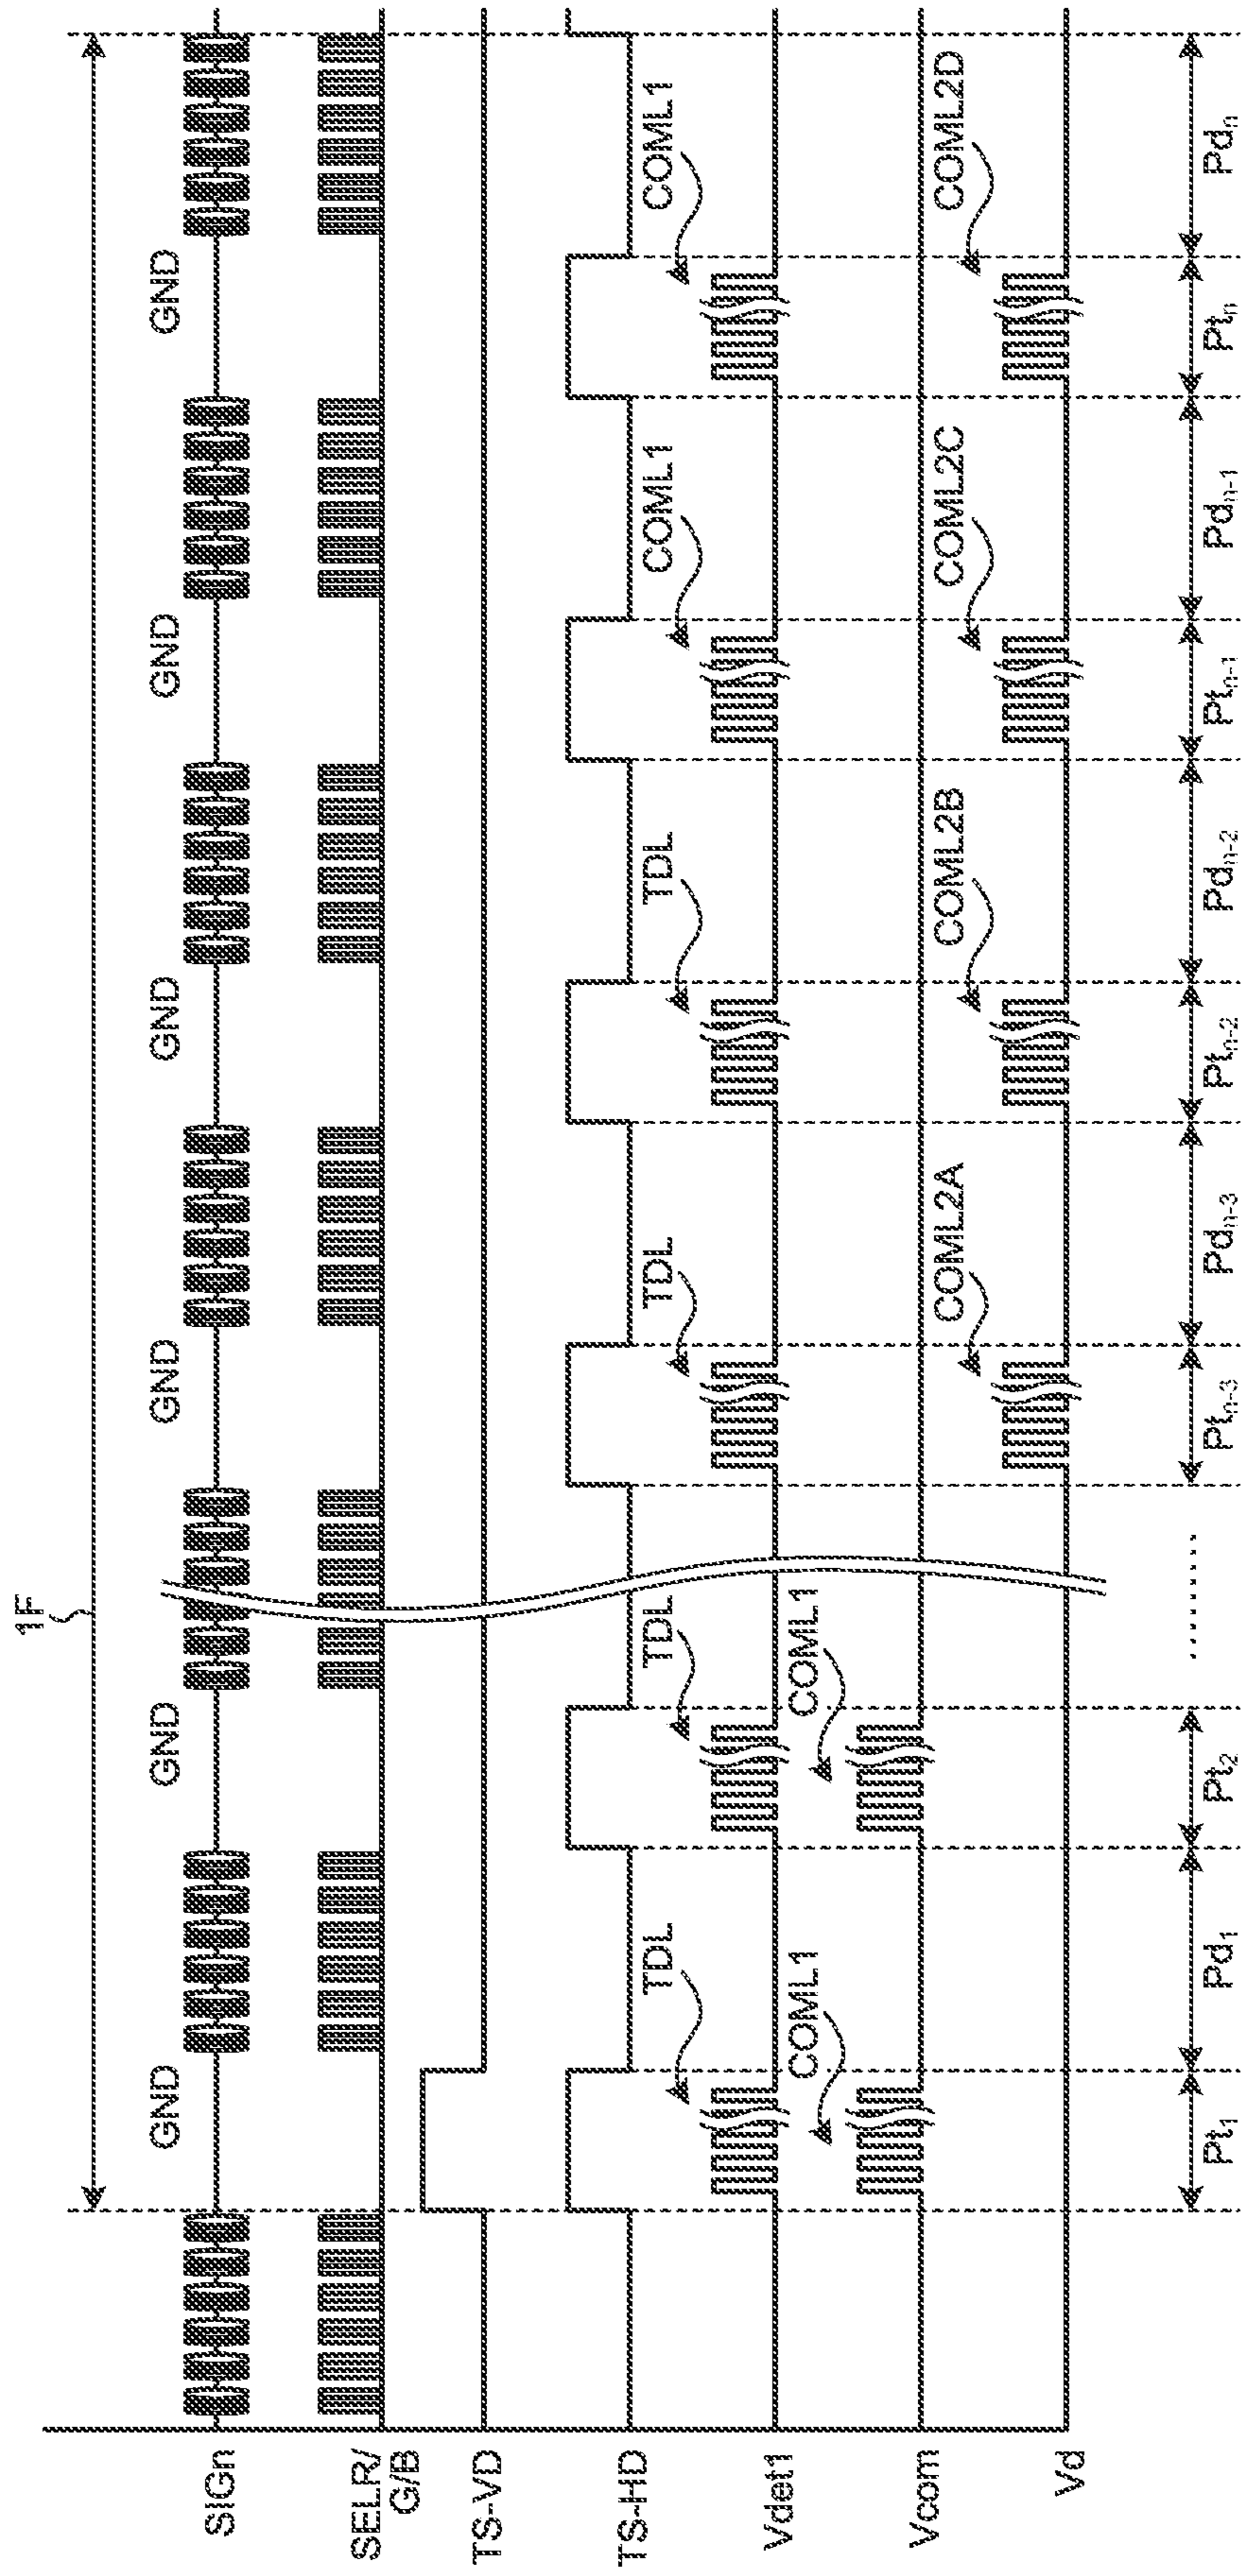 1F
GND GND GND GND GND GND
SIGn
SELR/
G/B
TS-VD
TS-HD
TDL TDL TDL TDL COML1 COML1
Vdet1
COML1 COML1
Vcom
COML2A COML2B COML2C COML2D
Vd
Pt1 Pd1 Pt2 ........ Ptn-3 Pdn-3 Ptn-2 Pdn-2 Ptn-1 Pdn-1 Ptn Pdn